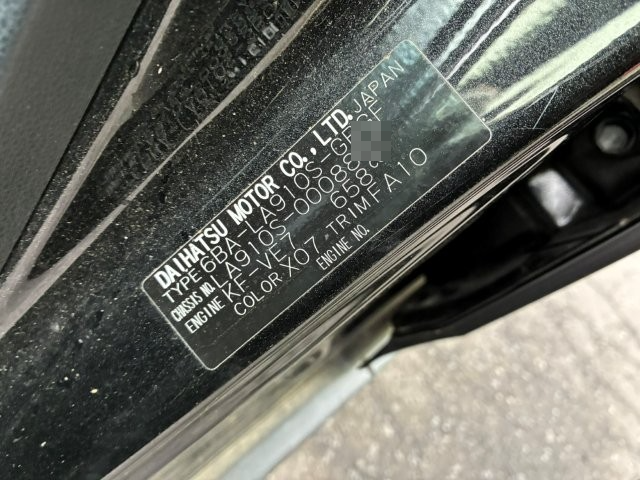 DAIHATSU MOTOR CO., LTD. JAPAN
TYPE 6BA-LA910S-GBSF
CHASSIS NO. LA910S-00088
ENGINE KF-VE7 658
COLOR X07 TRIM FA10
ENGINE NO.